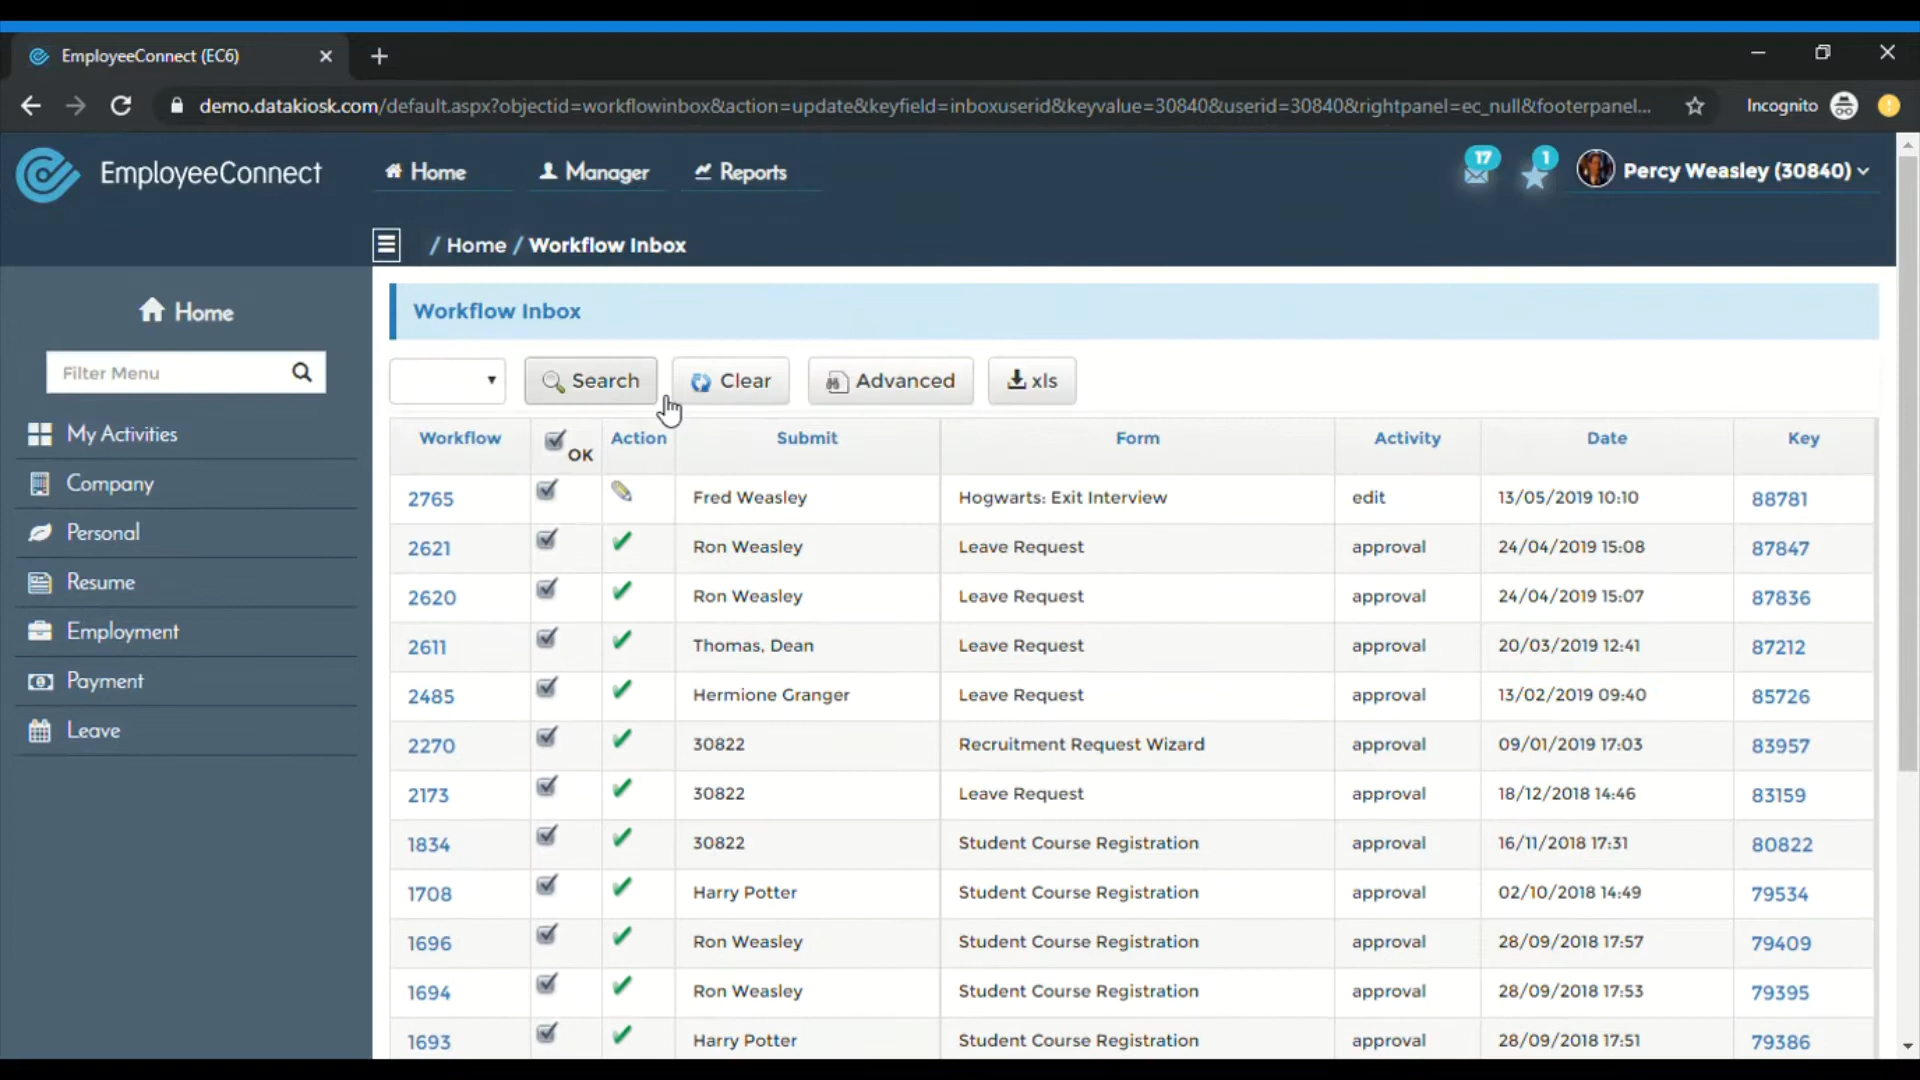 EmployeeConnect (EC6)
demo.datakiosk.com/default.aspx?objectid=workflowinbox&action=update&keyfield=inboxuserid&keyvalue=30840&userid=30840&rightpanel=ec_null&footerpanel...
Incognito
EmployeeConnect
Home
Manager
Reports
17
1
Percy Weasley (30840)
/ Home / Workflow Inbox
Home
Filter Menu
My Activities
Company
Personal
Resume
Employment
Payment
Leave
Workflow Inbox
Search
Clear
Advanced
xls
Workflow OK Action Submit Form Activity Date Key
2765 Fred Weasley Hogwarts: Exit Interview edit 13/05/2019 10:10 88781
2621 Ron Weasley Leave Request approval 24/04/2019 15:08 87847
2620 Ron Weasley Leave Request approval 24/04/2019 15:07 87836
2611 Thomas, Dean Leave Request approval 20/03/2019 12:41 87212
2485 Hermione Granger Leave Request approval 13/02/2019 09:40 85726
2270 30822 Recruitment Request Wizard approval 09/01/2019 17:03 83957
2173 30822 Leave Request approval 18/12/2018 14:46 83159
1834 30822 Student Course Registration approval 16/11/2018 17:31 80822
1708 Harry Potter Student Course Registration approval 02/10/2018 14:49 79534
1696 Ron Weasley Student Course Registration approval 28/09/2018 17:57 79409
1694 Ron Weasley Student Course Registration approval 28/09/2018 17:53 79395
1693 Harry Potter Student Course Registration approval 28/09/2018 17:51 79386